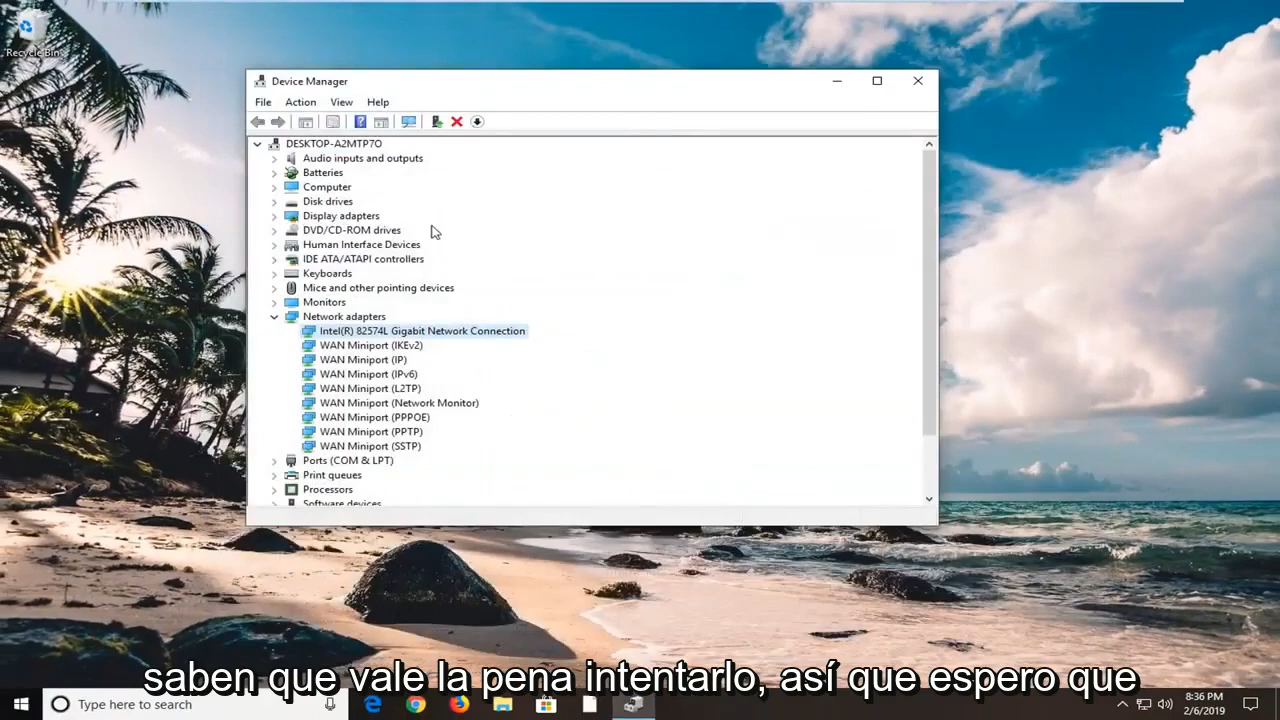 Recycle Bin
Device Manager
File Action View Help
DESKTOP-A2MTP7O
Audio inputs and outputs
Batteries
Computer
Disk drives
Display adapters
DVD/CD-ROM drives
Human Interface Devices
IDE ATA/ATAPI controllers
Keyboards
Mice and other pointing devices
Monitors
Network adapters
Intel(R) 82574L Gigabit Network Connection
WAN Miniport (IKEv2)
WAN Miniport (IP)
WAN Miniport (IPv6)
WAN Miniport (L2TP)
WAN Miniport (Network Monitor)
WAN Miniport (PPPOE)
WAN Miniport (PPTP)
WAN Miniport (SSTP)
Ports (COM & LPT)
Print queues
Processors
Software devices
saben que vale la pena intentarlo, así que espero que
Type here to search
8:36 PM
2/6/2019